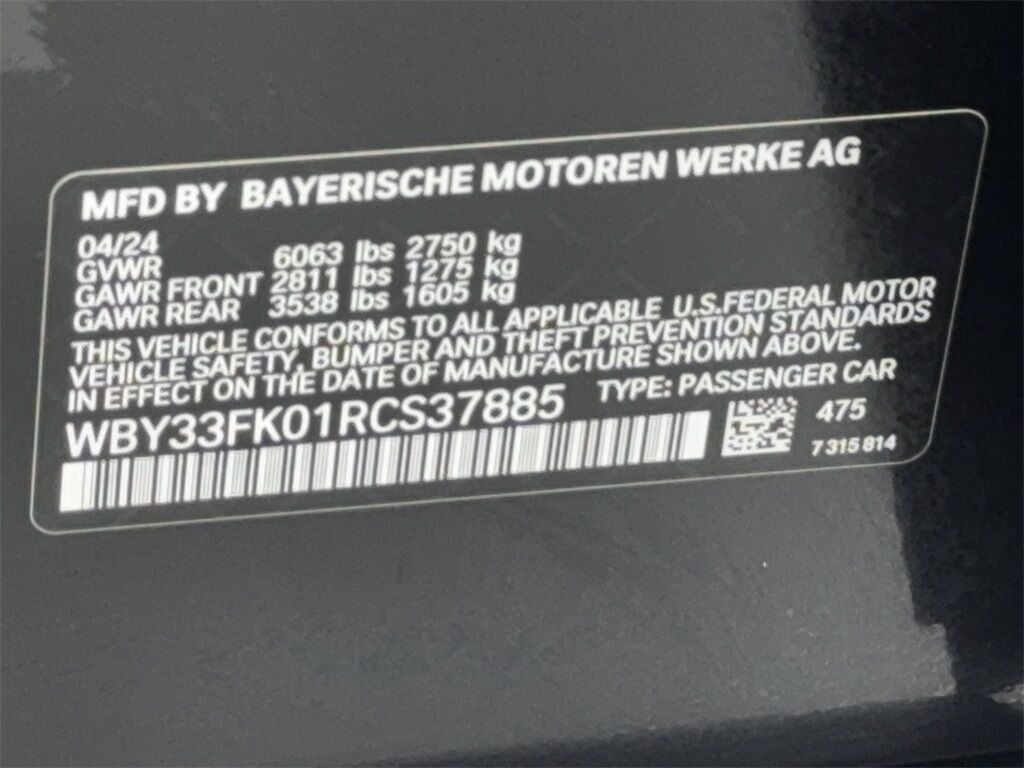 MFD BY BAYERISCHE MOTOREN WERKE AG
04/24
GVWR 6063 lbs 2750 kg
GAWR FRONT 2811 lbs 1275 kg
GAWR REAR 3538 lbs 1605 kg
THIS VEHICLE CONFORMS TO ALL APPLICABLE U.S.FEDERAL MOTOR
VEHICLE SAFETY, BUMPER AND THEFT PREVENTION STANDARDS
IN EFFECT ON THE DATE OF MANUFACTURE SHOWN ABOVE.
WBY33FK01RCS37885 TYPE: PASSENGER CAR
475
7 315 814